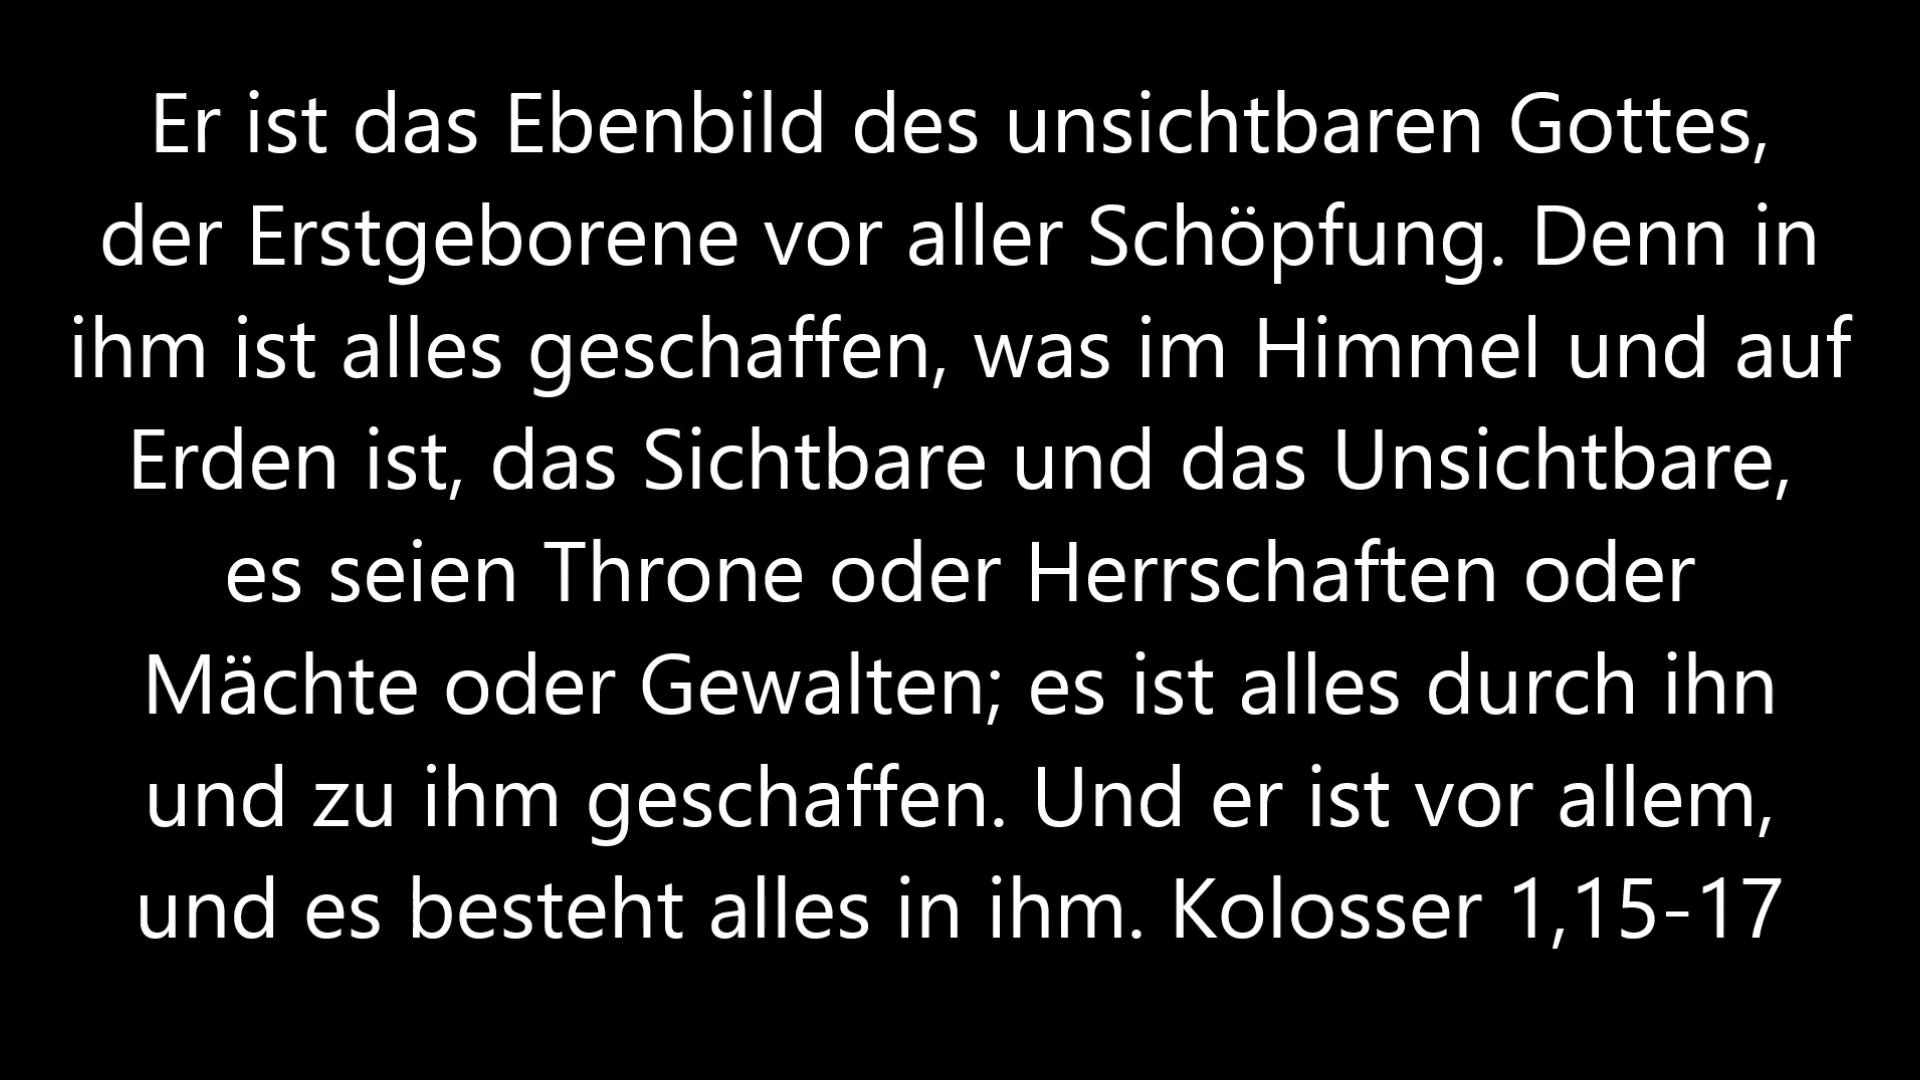 Er ist das Ebenbild des unsichtbaren Gottes,
der Erstgeborene vor aller Schöpfung. Denn in
ihm ist alles geschaffen, was im Himmel und auf
Erden ist, das Sichtbare und das Unsichtbare,
es seien Throne oder Herrschaften oder
Mächte oder Gewalten; es ist alles durch ihn
und zu ihm geschaffen. Und er ist vor allem,
und es besteht alles in ihm. Kolosser 1,15-17